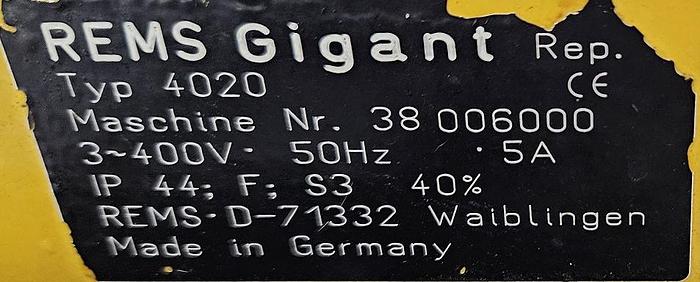 REMS Gigant Rep.
Typ 4020 CE
Maschine Nr. 38 006000
3~400V· 50Hz ·5A
IP 44; F; S3 40%
REMS·D-71332 Waiblingen
Made in Germany